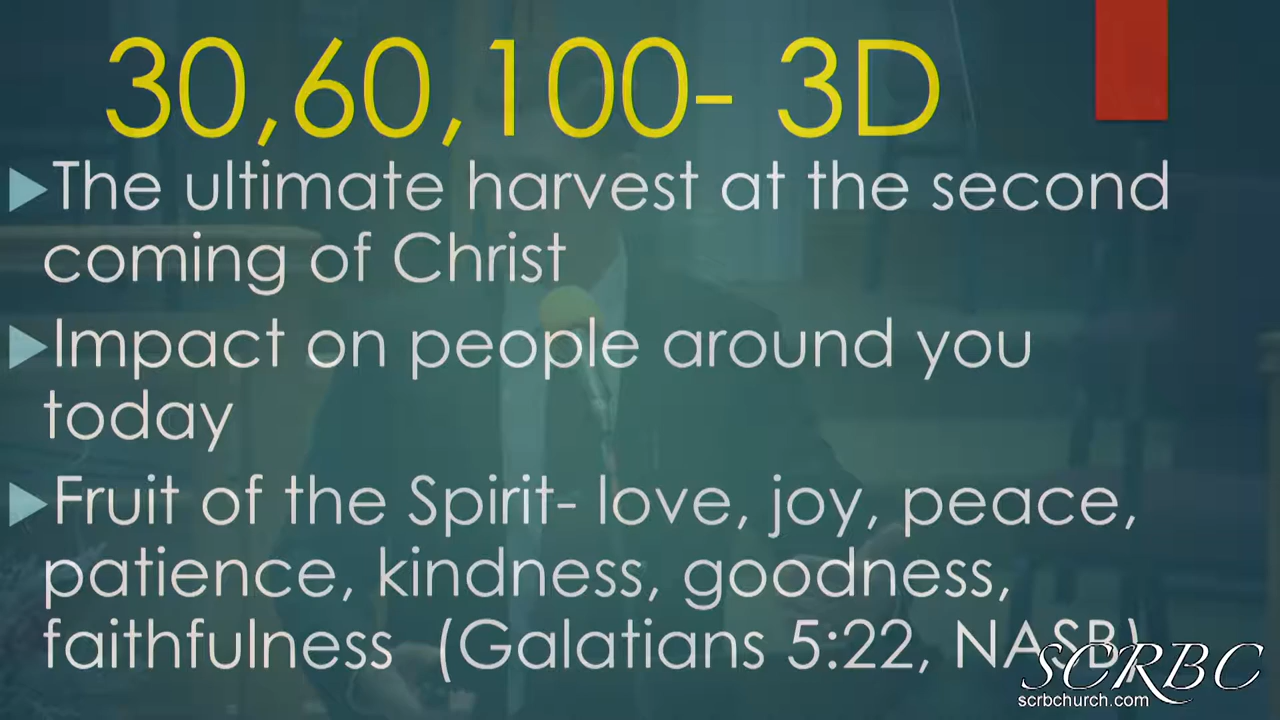 30,60,100- 3D
The ultimate harvest at the second
coming of Christ
Impact on people around you
today
Fruit of the Spirit- love, joy, peace,
patience, kindness, goodness,
faithfulness (Galatians 5:22, NASB)
SCRBC
scrbchurch.com